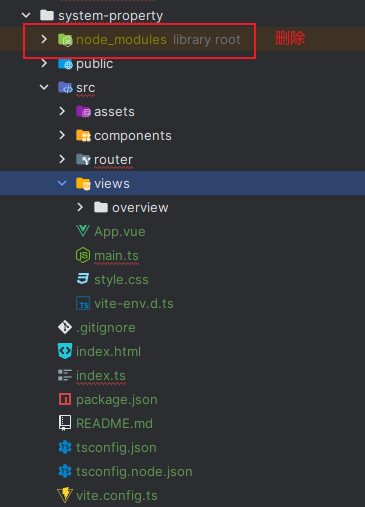 system-property
node_modules library root 删除
public
src
assets
components
router
views
overview
App.vue
main.ts
style.css
vite-env.d.ts
.gitignore
index.html
index.ts
package.json
README.md
tsconfig.json
tsconfig.node.json
vite.config.ts